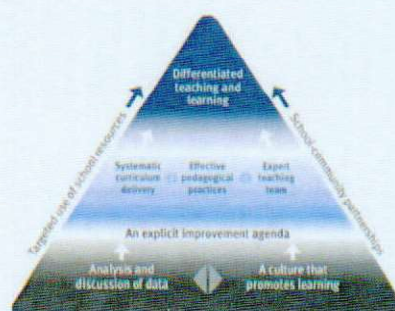 Differentiated
teaching and
learning
Targeted use of school resources
School-community partnerships
Systematic
curriculum
delivery
Effective
pedagogical
practices
Expert
teaching
team
An explicit improvement agenda
Analysis and
discussion of data
A culture that
promotes learning